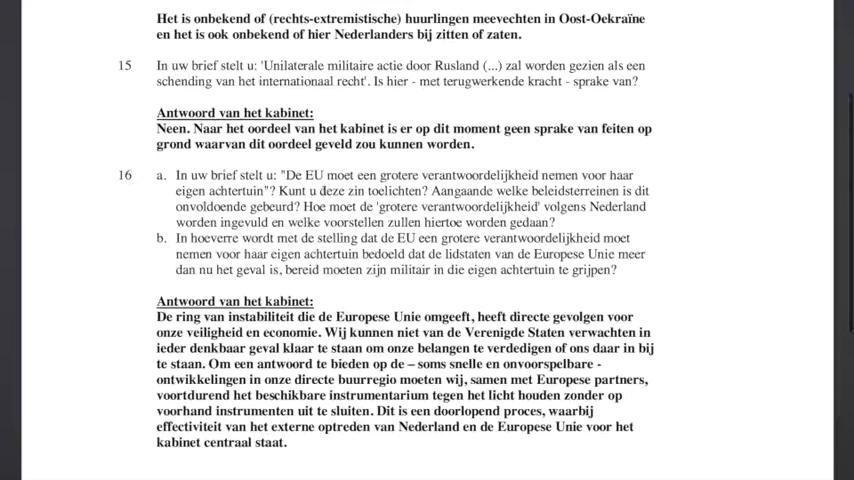 Het is onbekend of (rechts-extremistische) huurlingen meevechten in Oost-Oekraïne
en het is ook onbekend of hier Nederlanders bij zitten of zaten.
15 In uw brief stelt u: 'Unilaterale militaire actie door Rusland (...) zal worden gezien als een
schending van het internationaal recht'. Is hier - met terugwerkende kracht - sprake van?
Antwoord van het kabinet:
Neen. Naar het oordeel van het kabinet is er op dit moment geen sprake van feiten op
grond waarvan dit oordeel geveld zou kunnen worden.
16 a. In uw brief stelt u: "De EU moet een grotere verantwoordelijkheid nemen voor haar
eigen achtertuin"? Kunt u deze zin toelichten? Aangaande welke beleidsterreinen is dit
onvoldoende gebeurd? Hoe moet de 'grotere verantwoordelijkheid' volgens Nederland
worden ingevuld en welke voorstellen zullen hiertoe worden gedaan?
b. In hoeverre wordt met de stelling dat de EU een grotere verantwoordelijkheid moet
nemen voor haar eigen achtertuin bedoeld dat de lidstaten van de Europese Unie meer
dan nu het geval is, bereid moeten zijn militair in die eigen achtertuin te grijpen?
Antwoord van het kabinet:
De ring van instabiliteit die de Europese Unie omgeeft, heeft directe gevolgen voor
onze veiligheid en economie. Wij kunnen niet van de Verenigde Staten verwachten in
ieder denkbaar geval klaar te staan om onze belangen te verdedigen of ons daar in bij
te staan. Om een antwoord te bieden op de – soms snelle en onvoorspelbare -
ontwikkelingen in onze directe buurregio moeten wij, samen met Europese partners,
voortdurend het beschikbare instrumentarium tegen het licht houden zonder op
voorhand instrumenten uit te sluiten. Dit is een doorlopend proces, waarbij
effectiviteit van het externe optreden van Nederland en de Europese Unie voor het
kabinet centraal staat.